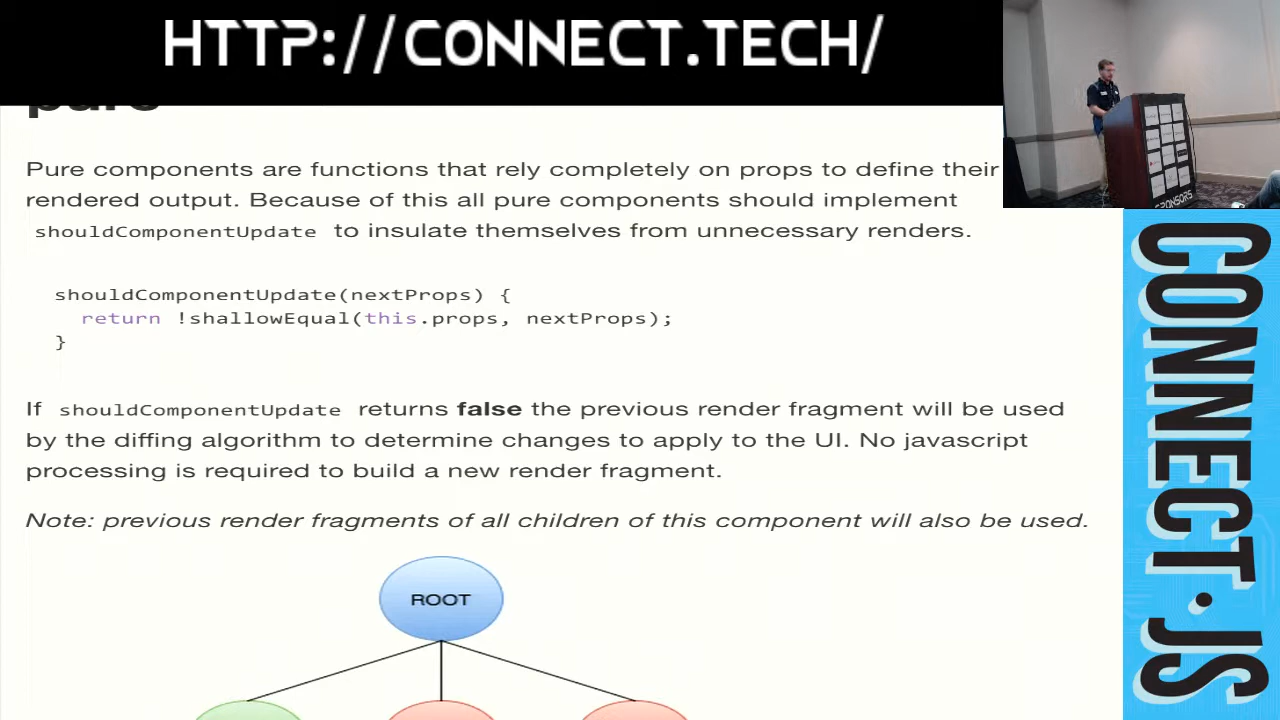 HTTP://CONNECT.TECH/
pure
Pure components are functions that rely completely on props to define their
rendered output. Because of this all pure components should implement
shouldComponentUpdate to insulate themselves from unnecessary renders.
shouldComponentUpdate(nextProps) {
return !shallowEqual(this.props, nextProps);
}
If shouldComponentUpdate returns false the previous render fragment will be used
by the diffing algorithm to determine changes to apply to the UI. No javascript
processing is required to build a new render fragment.
Note: previous render fragments of all children of this component will also be used.
ROOT
SPONSORS
CONNECT.JS